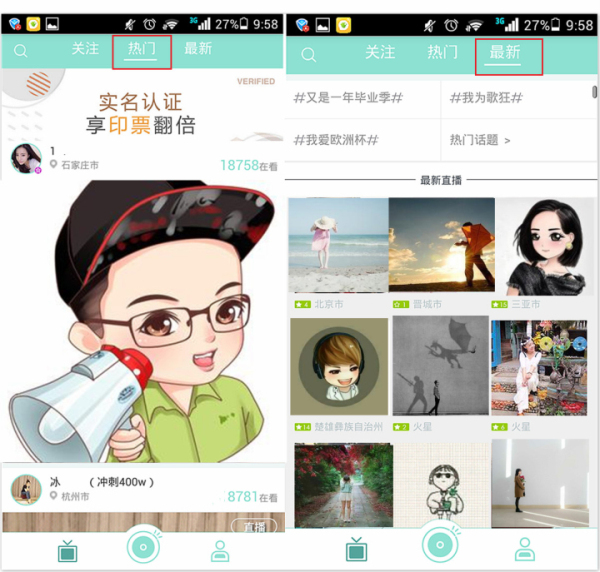 3G 27% 9:58
关注 热门 最新
VERIFIED
实名认证
享印票翻倍
1
石家庄市
18758在看
冰 （冲刺400w）
杭州市
8781在看
直播
3G 27% 9:58
关注 热门 最新
#又是一年毕业季# #我为歌狂#
#我爱欧洲杯# 热门话题 >
最新直播
4 北京市 1 晋城市 15 三亚市
14 楚雄彝族自治州 2 火星 6 火星